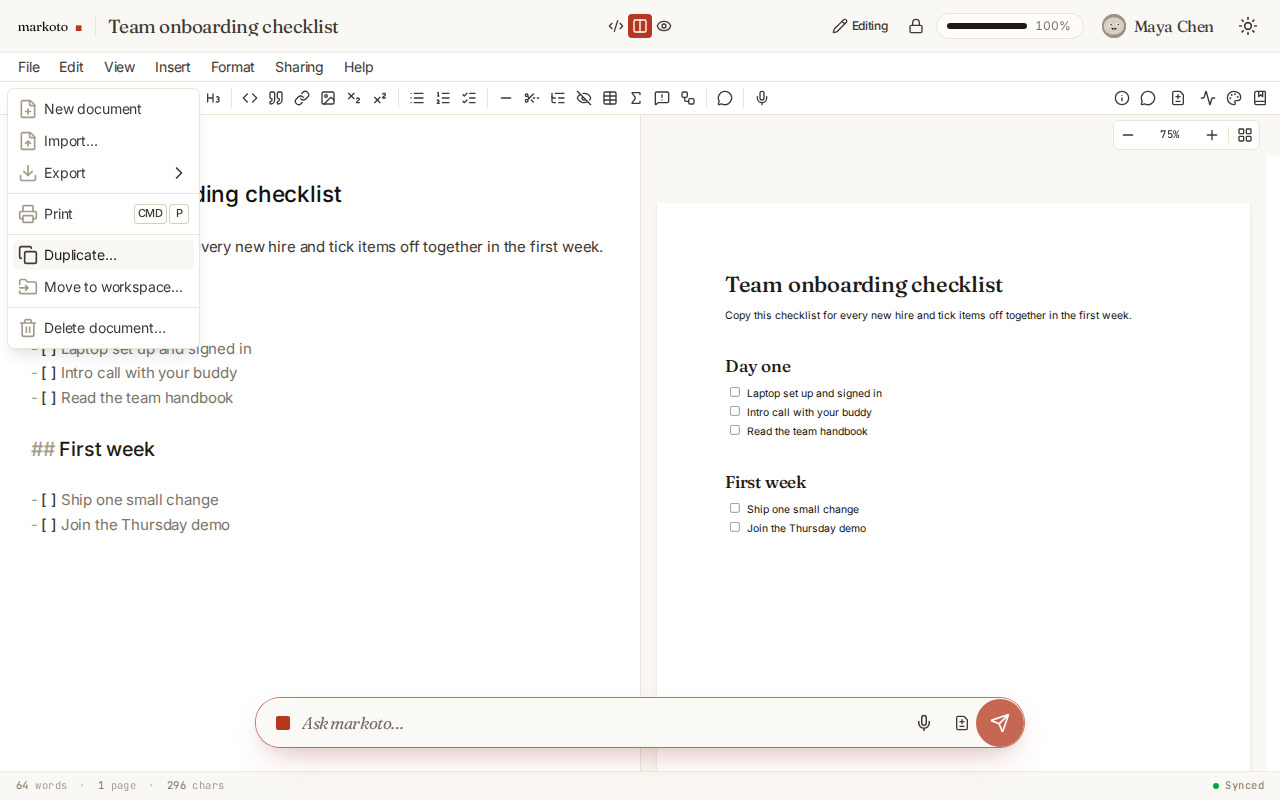 markoto
Team onboarding checklist
Editing
100%
Maya Chen
File Edit View Insert Format Sharing Help
H3
New document
Import...
Export
Print CMD P
Duplicate...
Move to workspace...
Delete document...
75%
ding checklist
very new hire and tick items off together in the first week.
- [ ] Laptop set up and signed in
- [ ] Intro call with your buddy
- [ ] Read the team handbook
## First week
- [ ] Ship one small change
- [ ] Join the Thursday demo
Team onboarding checklist
Copy this checklist for every new hire and tick items off together in the first week.
Day one
Laptop set up and signed in
Intro call with your buddy
Read the team handbook
First week
Ship one small change
Join the Thursday demo
Ask markoto...
64 words · 1 page · 296 chars
Synced